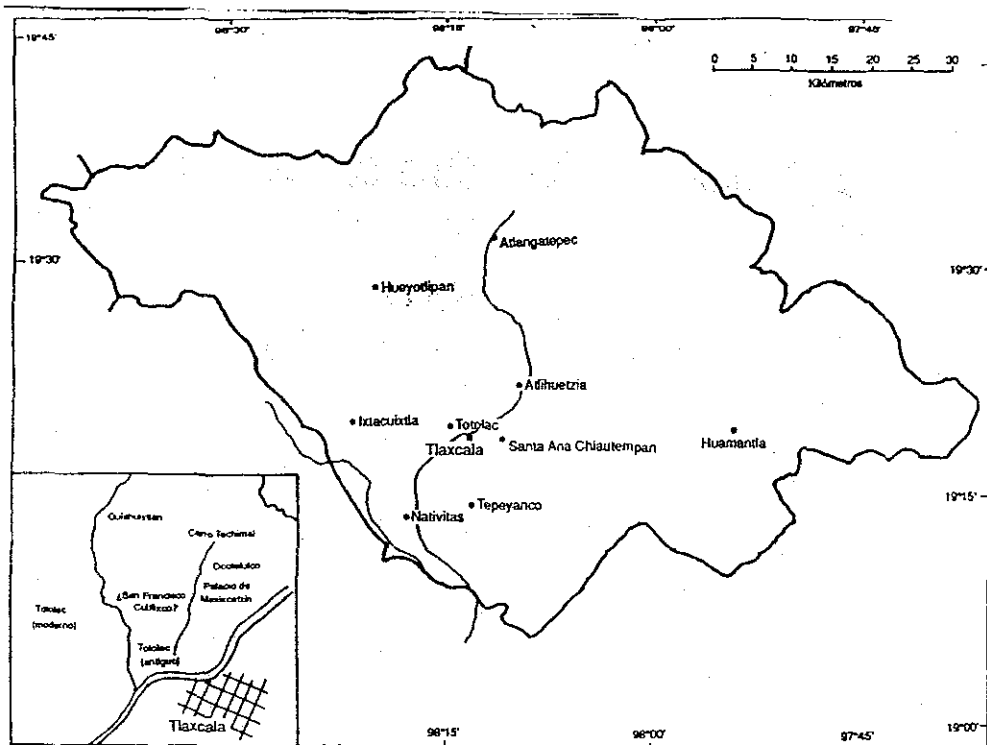 98°30'
98°15'
98°00'
97°45'
19°45'
0 5 10 15 20 25 30
Kilómetros
19°30'
19°30'
Atlangatepec
Hueyotlipan
Atlihuetzia
Ixtacuixtla
Totolac
Tlaxcala
Santa Ana Chiautempan
Huamantla
19°15'
Tepeyanco
Nativitas
Quiahuiztlan
Cerro Techimal
Ocotelulco
Palacio de
Maxixcatzin
¿San Francisco
Cuitlixco?
Totolac
(moderno)
Totolac
(antiguo)
Tlaxcala
98°15'
98°00'
97°45'
19°00'